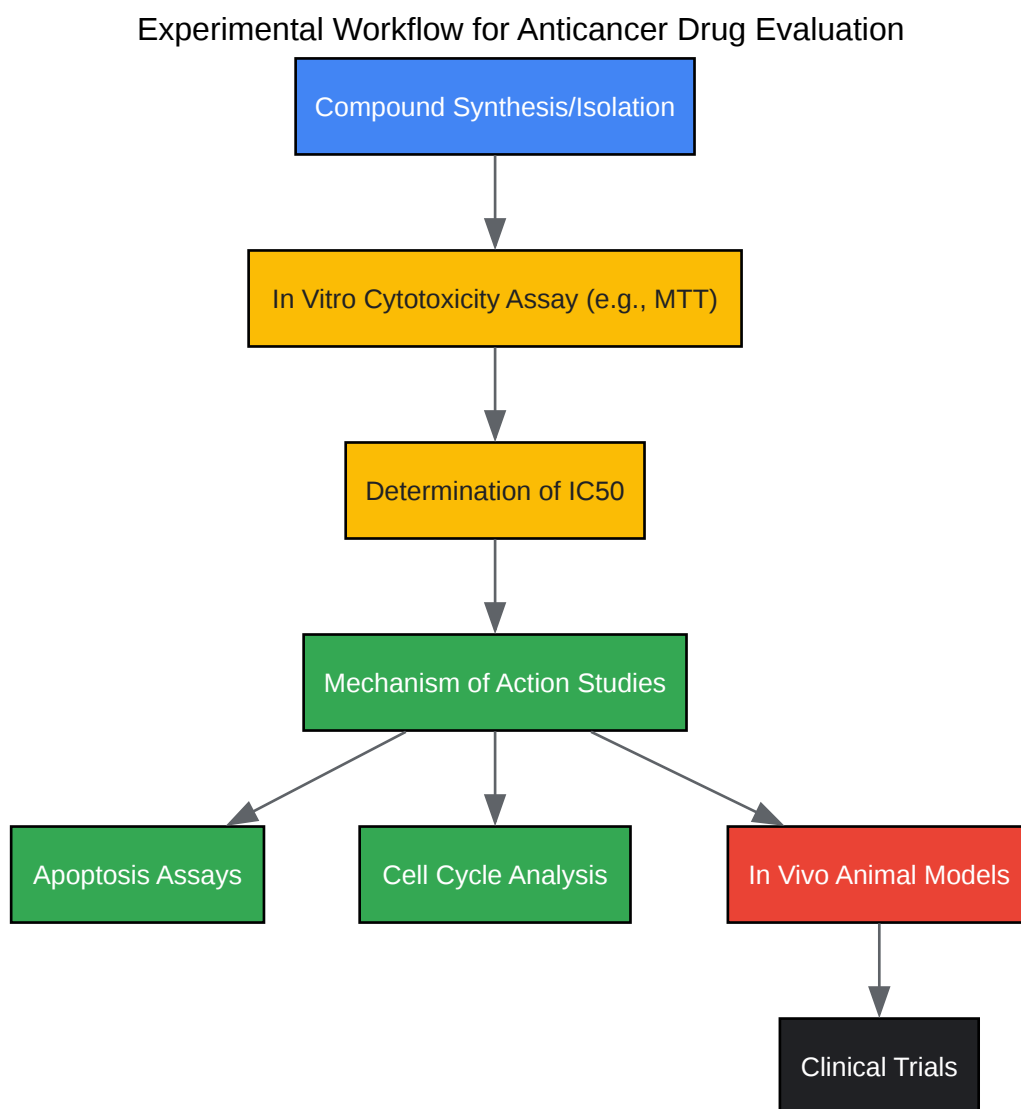 Experimental Workflow for Anticancer Drug Evaluation
Compound Synthesis/Isolation
In Vitro Cytotoxicity Assay (e.g., MTT)
Determination of IC50
Mechanism of Action Studies
Apoptosis Assays
Cell Cycle Analysis
In Vivo Animal Models
Clinical Trials